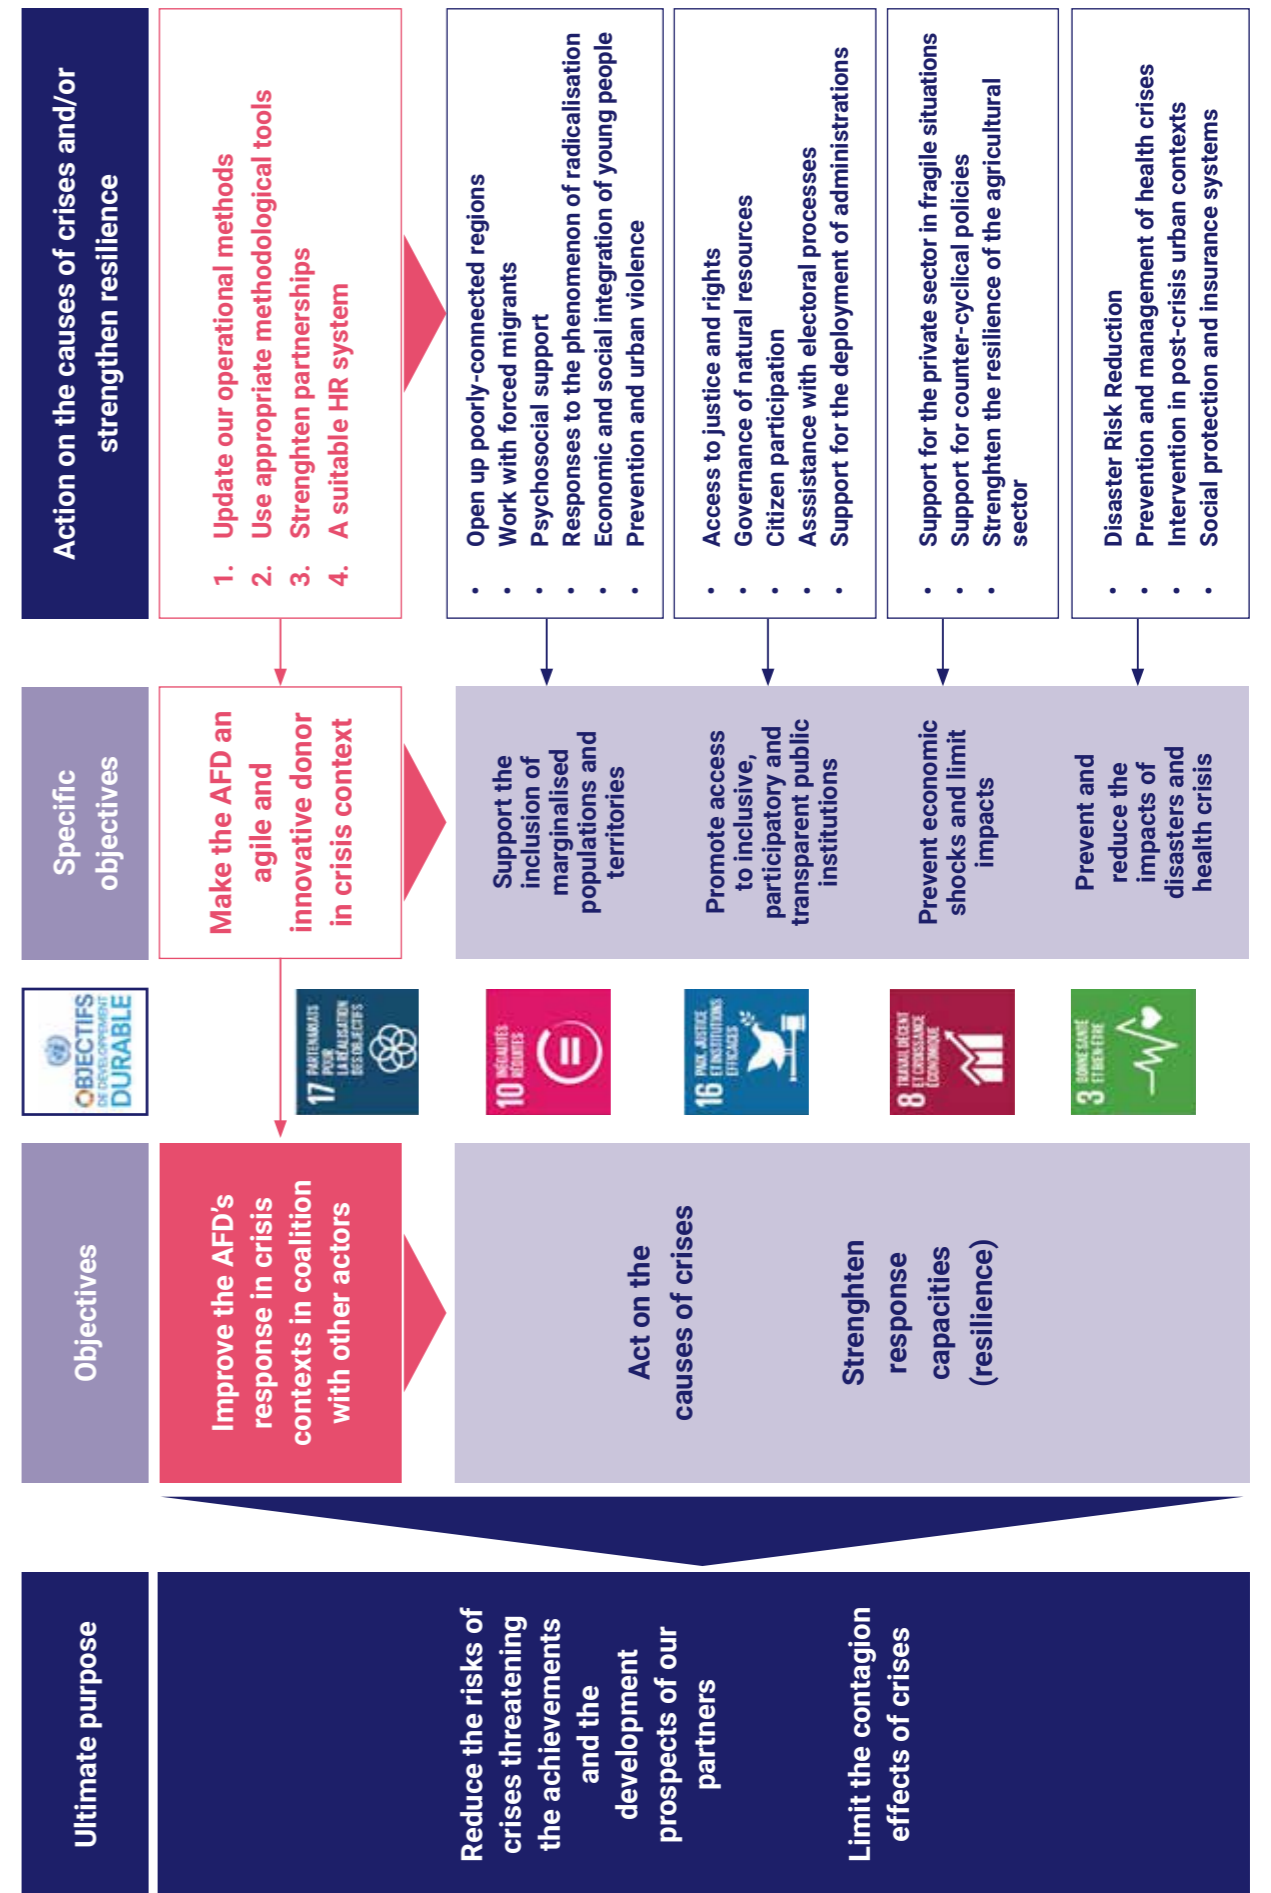 Ultimate purpose
Objectives
OBJECTIFS
DE DÉVELOPPEMENT
DURABLE
Specific
objectives
Action on the causes of crises and/or
strengthen resilience
Reduce the risks of
crises threatening
the achievements
and the
development
prospects of our
partners
Limit the contagion
effects of crises
Improve the AFD's
response in crisis
contexts in coalition
with other actors
17 PARTENARIATS
POUR
LA RÉALISATION
DES OBJECTIFS
Make the AFD an
agile and
innovative donor
in crisis context
1. Update our operational methods
2. Use appropriate methodological tools
3. Strenghten partnerships
4. A suitable HR system
Act on the
causes of crises
Strenghten
response
capacities
(resilience)
10 INÉGALITÉS
RÉDUITES
Support the
inclusion of
marginalised
populations and
territories
• Open up poorly-connected regions
• Work with forced migrants
• Psychosocial support
• Responses to the phenomenon of radicalisation
• Economic and social integration of young people
• Prevention and urban violence
16 PAIX, JUSTICE
ET INSTITUTIONS
EFFICACES
Promote access
to inclusive,
participatory and
transparent public
institutions
• Access to justice and rights
• Governance of natural resources
• Citizen participation
• Asssistance with electoral processes
• Support for the deployment of administrations
8 TRAVAIL DÉCENT
ET CROISSANCE
ÉCONOMIQUE
Prevent economic
shocks and limit
impacts
• Support for the private sector in fragile situations
• Support for counter-cyclical policies
• Strengthen the resilience of the agricultural
sector
3 BONNE SANTÉ
ET BIEN-ÊTRE
Prevent and
reduce the
impacts of
disasters and
health crisis
• Disaster Risk Reduction
• Prevention and management of health crises
• Intervention in post-crisis urban contexts
• Social protection and insurance systems